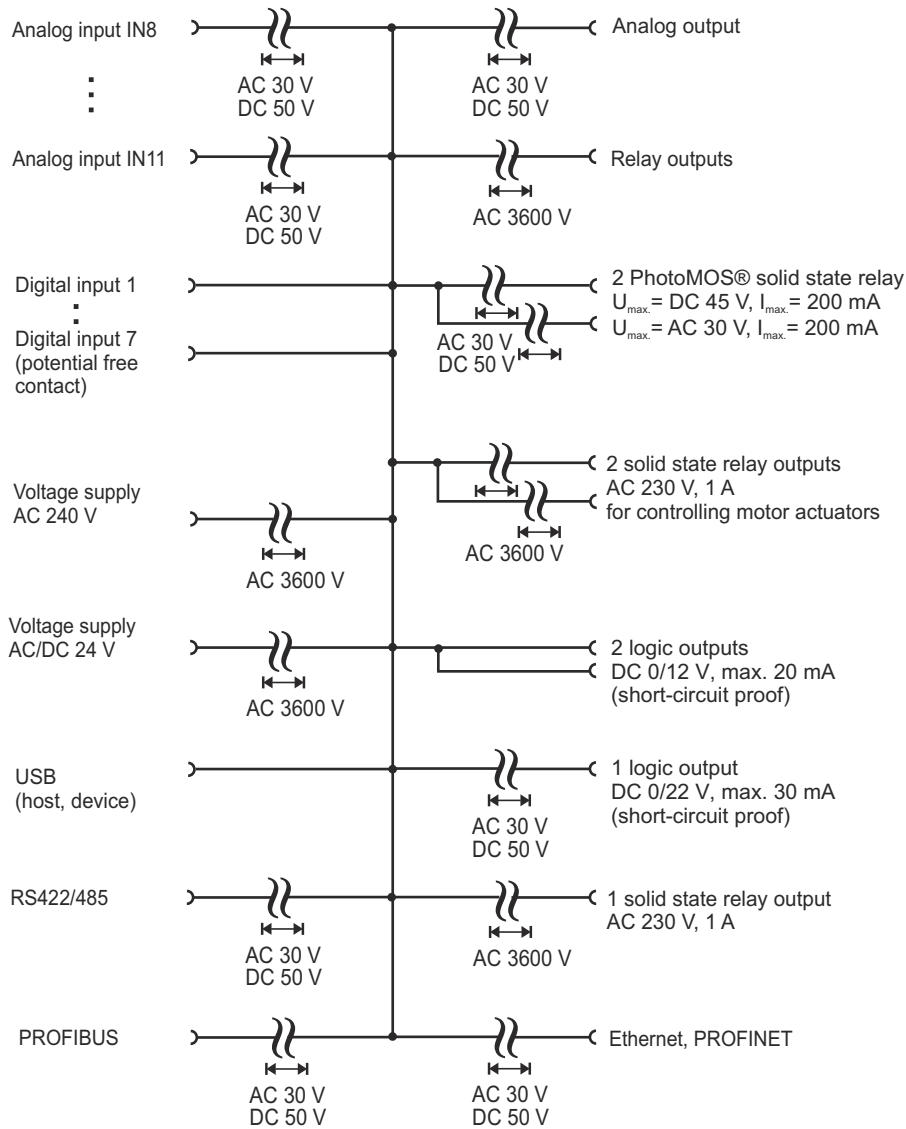 Analog input IN8
AC 30 V
DC 50 V
Analog output
AC 30 V
DC 50 V
Analog input IN11
AC 30 V
DC 50 V
Relay outputs
AC 3600 V
Digital input 1
Digital input 7
(potential free
contact)
2 PhotoMOS® solid state relay
Umax.= DC 45 V, Imax.= 200 mA
Umax.= AC 30 V, Imax.= 200 mA
AC 30 V
DC 50 V
2 solid state relay outputs
AC 230 V, 1 A
for controlling motor actuators
AC 3600 V
Voltage supply
AC 240 V
AC 3600 V
Voltage supply
AC/DC 24 V
AC 3600 V
2 logic outputs
DC 0/12 V, max. 20 mA
(short-circuit proof)
USB
(host, device)
1 logic output
DC 0/22 V, max. 30 mA
(short-circuit proof)
AC 30 V
DC 50 V
RS422/485
AC 30 V
DC 50 V
1 solid state relay output
AC 230 V, 1 A
AC 3600 V
PROFIBUS
AC 30 V
DC 50 V
Ethernet, PROFINET
AC 30 V
DC 50 V